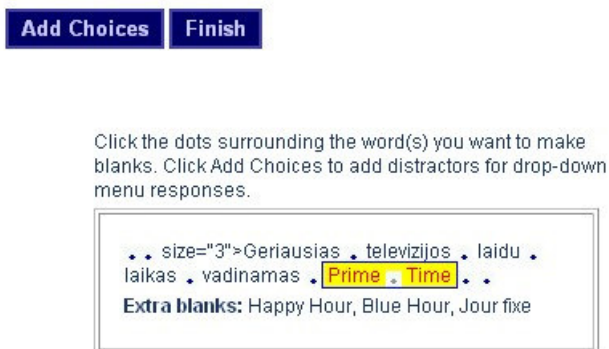 Add Choices Finish
Click the dots surrounding the word(s) you want to make
blanks. Click Add Choices to add distractors for drop-down
menu responses.
. . size="3">Geriausias . televizijos . laidu .
laikas . vadinamas . Prime . Time . .
Extra blanks: Happy Hour, Blue Hour, Jour fixe